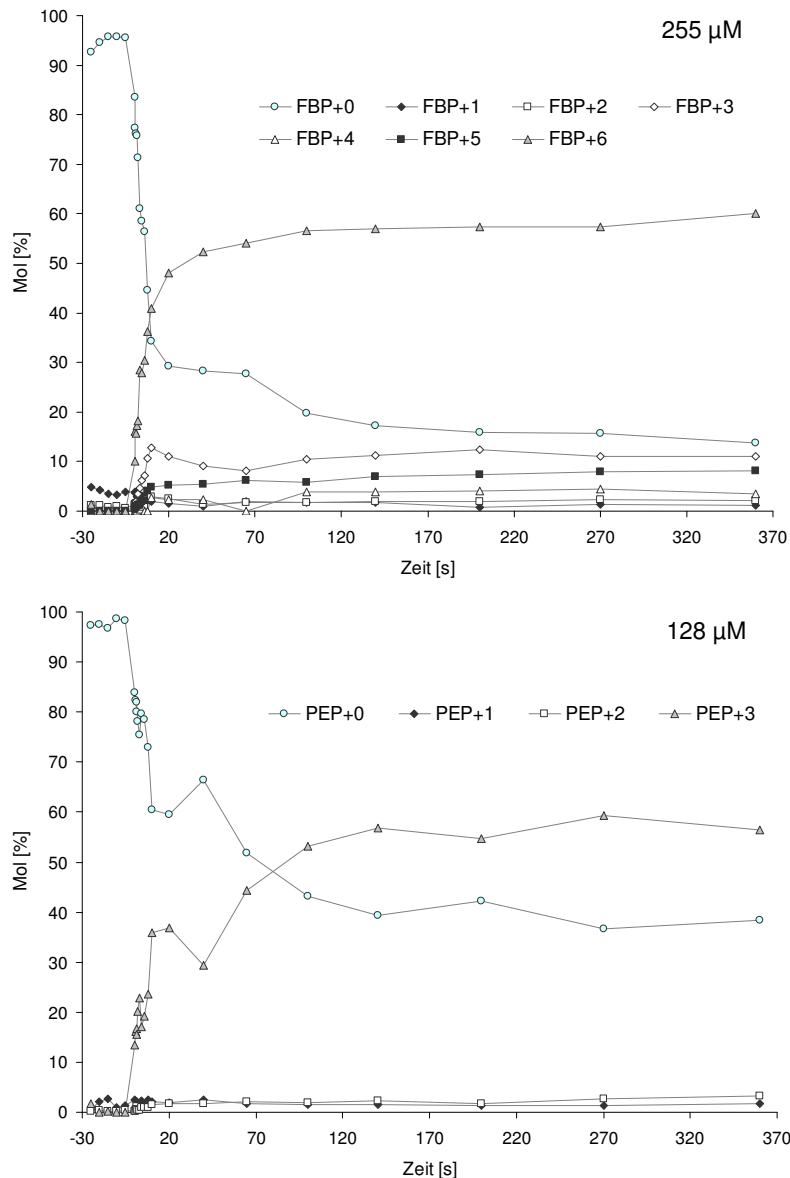 255 µM
FBP+0 FBP+1 FBP+2 FBP+3
FBP+4 FBP+5 FBP+6
Mol [%]
100
90
80
70
60
50
40
30
20
10
0
-30 20 70 120 170 220 270 320 370
Zeit [s]
128 µM
PEP+0 PEP+1 PEP+2 PEP+3
Mol [%]
100
90
80
70
60
50
40
30
20
10
0
-30 20 70 120 170 220 270 320 370
Zeit [s]